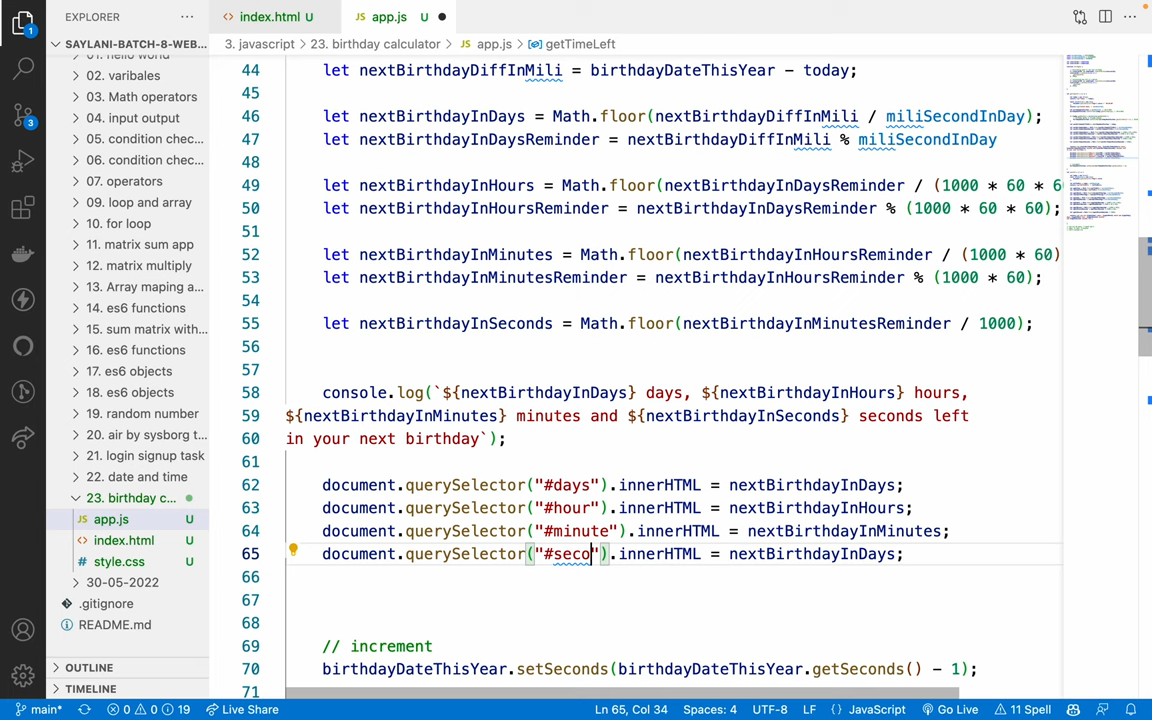 EXPLORER
index.html U
app.js U
SAYLANI-BATCH-8-WEB...
3. javascript > 23. birthday calculator > JS app.js > getTimeLeft
01. hello world
02. varibales
03. Math operators
04. input output
05. condition chec...
06. condition chec...
07. operators
09. loop and array
10. for loop
11. matrix sum app
12. matrix multiply
13. Array maping a...
14. es6 functions
15. sum matrix with...
16. es6 functions
17. es6 objects
18. es6 objects
19. random number
20. air by sysborg t...
21. login signup task
22. date and time
23. birthday c...
JS app.js U
<> index.html U
# style.css U
30-05-2022
.gitignore
README.md
OUTLINE
TIMELINE
44 let nextBirthdayDiffInMili = birthdayDateThisYear - today;
45
46 let nextBirthdayInDays = Math.floor(nextBirthdayDiffInMili / miliSecondInDay);
47 let nextBirthdayInDaysReminder = nextBirthdayDiffInMili % miliSecondInDay
48
49 let nextBirthdayInHours = Math.floor(nextBirthdayInDaysReminder / (1000 * 60 * 6
50 let nextBirthdayInHoursReminder = nextBirthdayInDaysReminder % (1000 * 60 * 60);
51
52 let nextBirthdayInMinutes = Math.floor(nextBirthdayInHoursReminder / (1000 * 60)
53 let nextBirthdayInMinutesReminder = nextBirthdayInHoursReminder % (1000 * 60);
54
55 let nextBirthdayInSeconds = Math.floor(nextBirthdayInMinutesReminder / 1000);
56
57
58 console.log(`${nextBirthdayInDays} days, ${nextBirthdayInHours} hours,
59 ${nextBirthdayInMinutes} minutes and ${nextBirthdayInSeconds} seconds left
60 in your next birthday`);
61
62 document.querySelector("#days").innerHTML = nextBirthdayInDays;
63 document.querySelector("#hour").innerHTML = nextBirthdayInHours;
64 document.querySelector("#minute").innerHTML = nextBirthdayInMinutes;
65 document.querySelector("#seco").innerHTML = nextBirthdayInDays;
66
67
68
69 // increment
70 birthdayDateThisYear.setSeconds(birthdayDateThisYear.getSeconds() - 1);
71
1
3
main* 0 0 19 Live Share Ln 65, Col 34 Spaces: 4 UTF-8 LF {} JavaScript Go Live 11 Spell